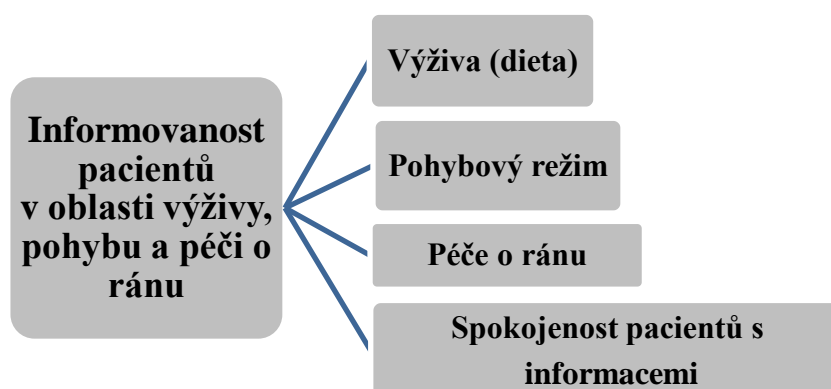 Informovanost
pacientů
v oblasti výživy,
pohybu a péči o
ránu
Výživa (dieta)
Pohybový režim
Péče o ránu
Spokojenost pacientů s
informacemi